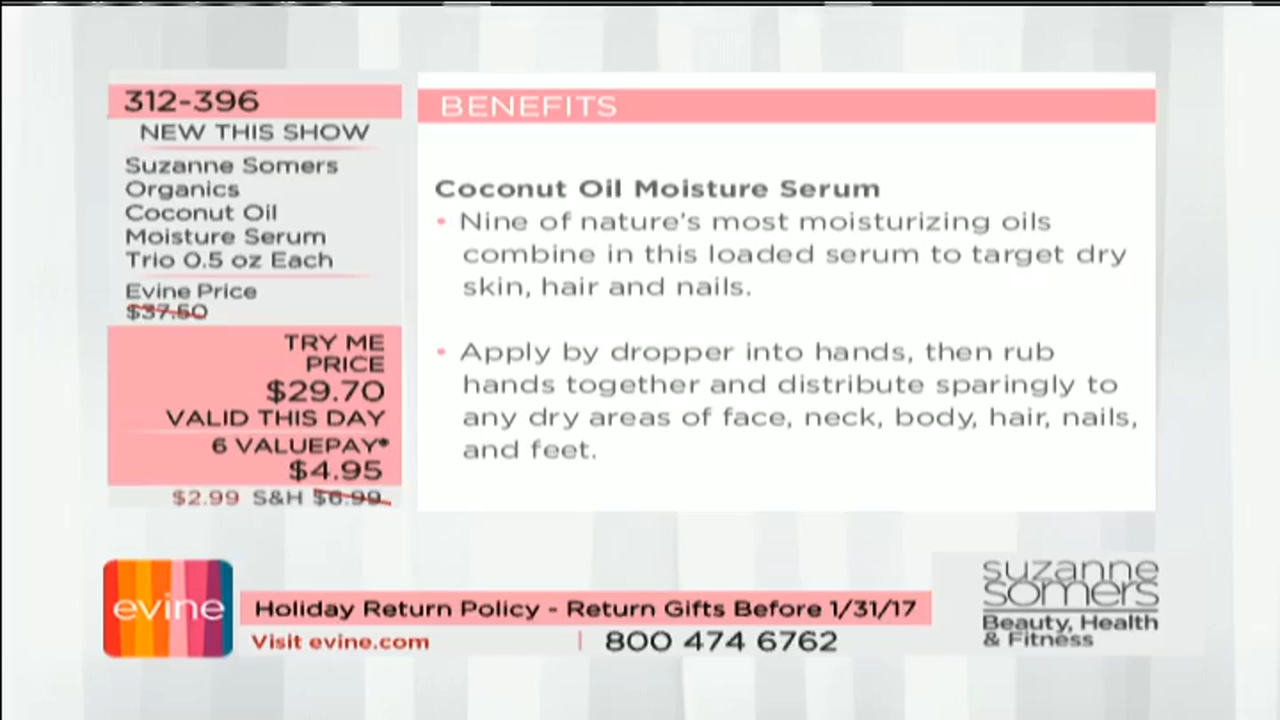 312-396
NEW THIS SHOW
Suzanne Somers
Organics
Coconut Oil
Moisture Serum
Trio 0.5 oz Each
Evine Price
$37.50
TRY ME
PRICE
$29.70
VALID THIS DAY
6 VALUEPAY*
$4.95
$2.99 S&H $6.99
BENEFITS
Coconut Oil Moisture Serum
• Nine of nature's most moisturizing oils
combine in this loaded serum to target dry
skin, hair and nails.
• Apply by dropper into hands, then rub
hands together and distribute sparingly to
any dry areas of face, neck, body, hair, nails,
and feet.
evine
Holiday Return Policy - Return Gifts Before 1/31/17
Visit evine.com | 800 474 6762
suzanne
somers
Beauty, Health
& Fitness